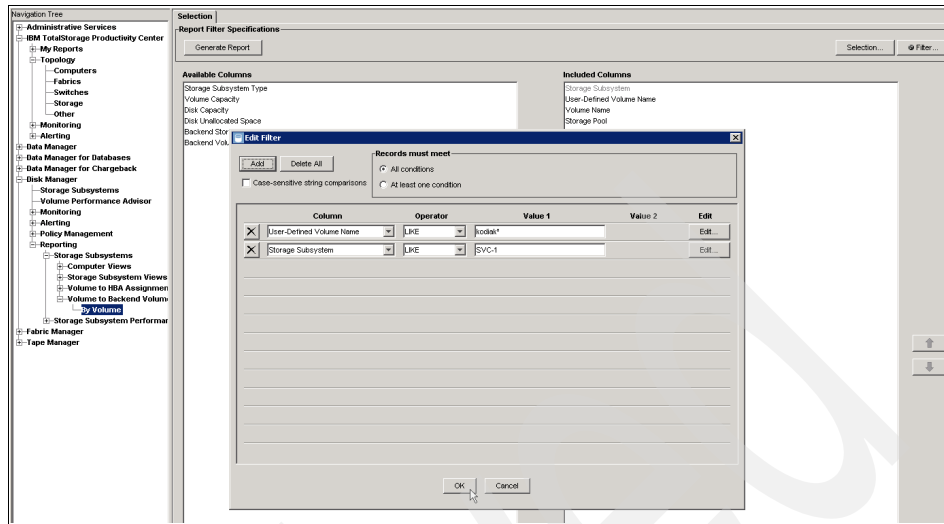 Navigation Tree
Administrative Services
IBM TotalStorage Productivity Center
My Reports
Topology
Computers
Fabrics
Switches
Storage
Other
Monitoring
Alerting
Data Manager
Data Manager for Databases
Data Manager for Chargeback
Disk Manager
Storage Subsystems
Volume Performance Advisor
Monitoring
Alerting
Policy Management
Reporting
Storage Subsystems
Computer Views
Storage Subsystem Views
Volume to HBA Assignmen
Volume to Backend Volum
By Volume
Storage Subsystem Performan
Fabric Manager
Tape Manager
Selection
Report Filter Specifications
Generate Report
Selection...
Filter...
Available Columns
Storage Subsystem Type
Volume Capacity
Disk Capacity
Disk Unallocated Space
Backend Stor
Backend Volu
Included Columns
Storage Subsystem
User-Defined Volume Name
Volume Name
Storage Pool
Edit Filter
Add
Delete All
Case-sensitive string comparisons
Records must meet
All conditions
At least one condition
Column Operator Value 1 Value 2 Edit
User-Defined Volume Name LIKE kodiak* Edit...
Storage Subsystem LIKE SVC-1 Edit...
OK
Cancel